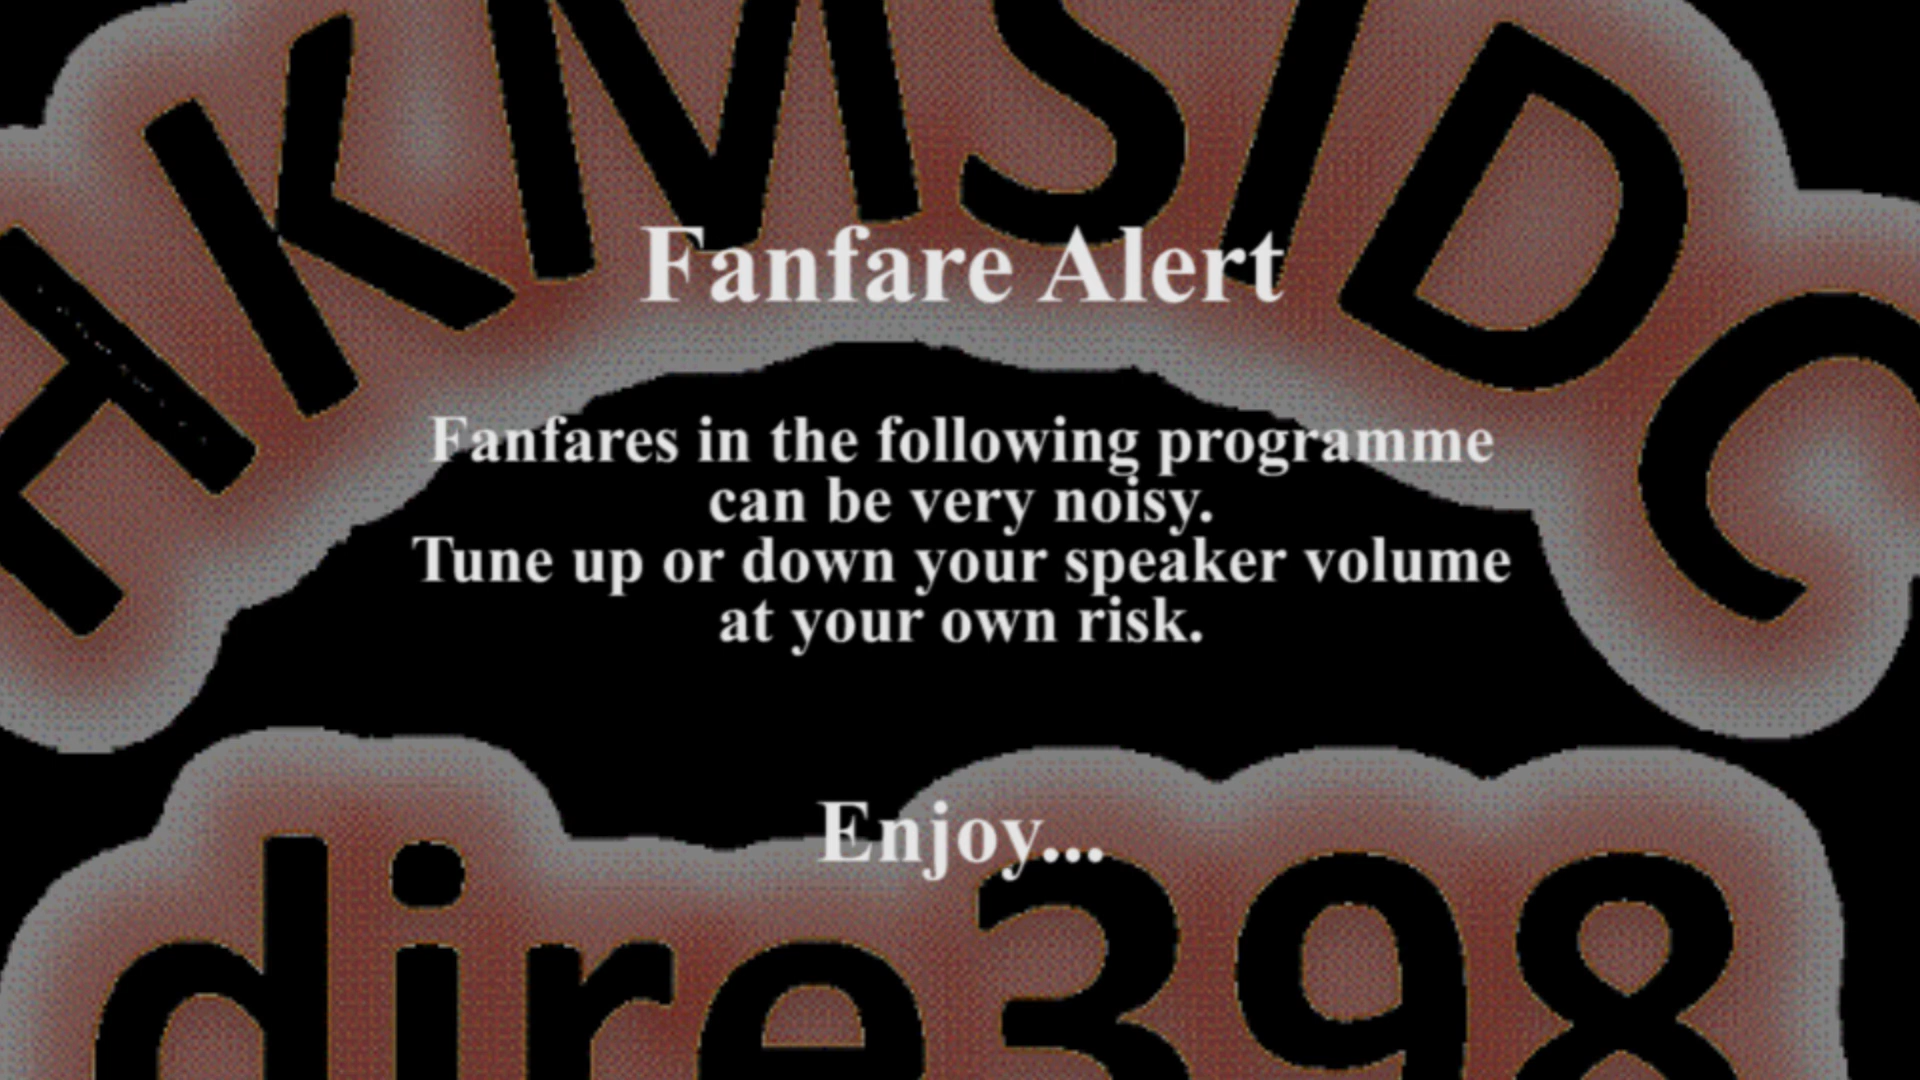 HKMSIDC
Fanfare Alert
Fanfares in the following programme
can be very noisy.
Tune up or down your speaker volume
at your own risk.
Enjoy...
dire398